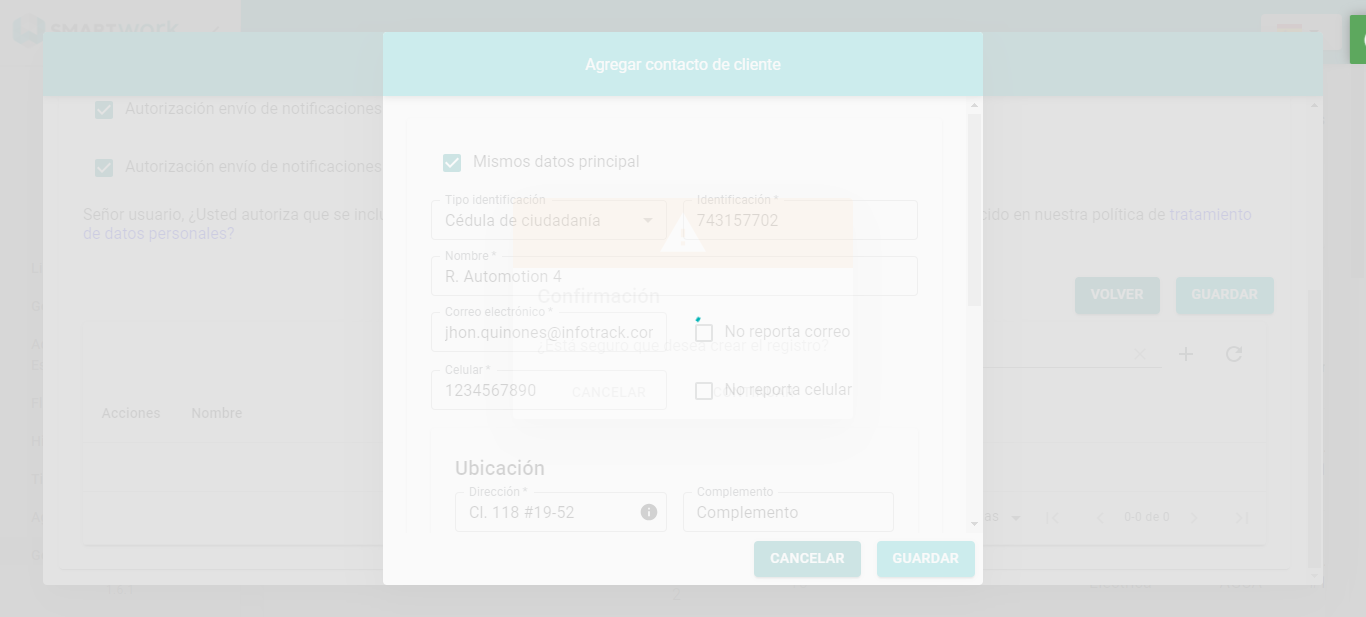 SMARTWORK
Agregar contacto de cliente
Autorización envío de notificaciones
Autorización envío de notificaciones
Señor usuario, ¿Usted autoriza que se inclu
cido en nuestra política de tratamiento
de datos personales?
Mismos datos principal
Tipo identificación
Cédula de ciudadanía
Identificación *
743157702
Nombre *
R. Automotion 4
Confirmación
Correo electrónico *
jhon.quinones@infotrack.cor
No reporta correo
¿Está seguro que desea crear el registro?
Celular *
1234567890
No reporta celular
CANCELAR
VOLVER
GUARDAR
Acciones
Nombre
Ubicación
Dirección *
Cl. 118 #19-52
Complemento
Complemento
as
0-0 de 0
CANCELAR
GUARDAR